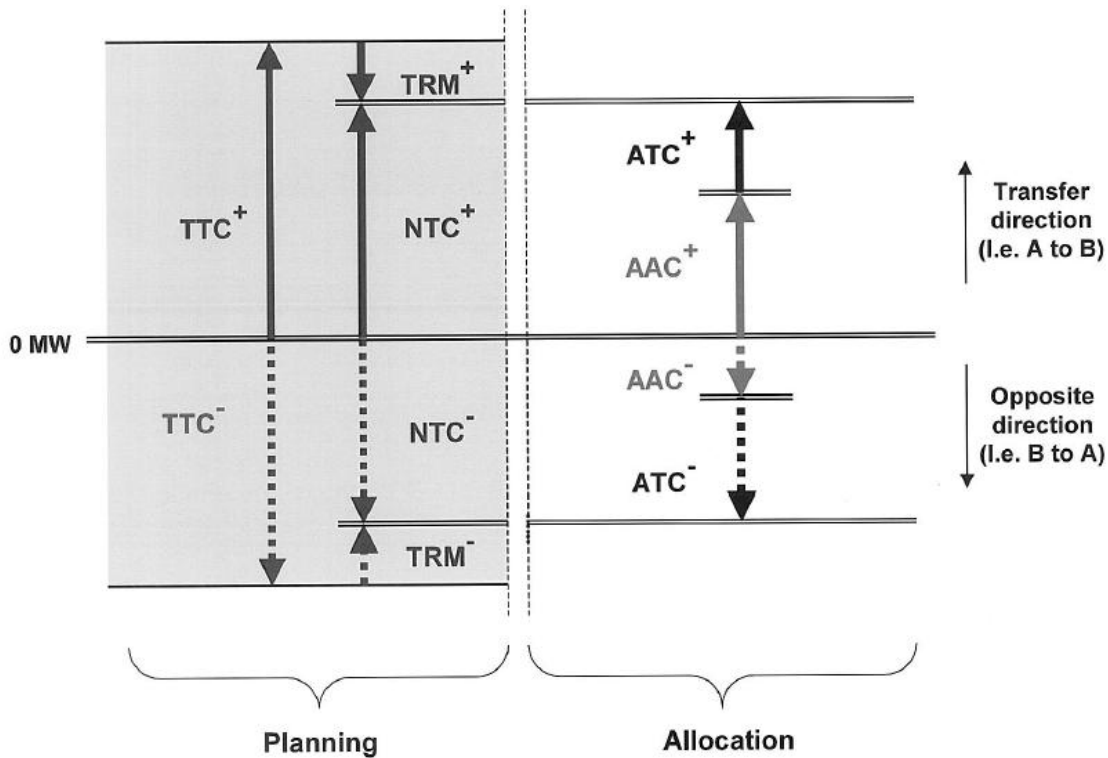 TRM+
ATC+
TTC+
NTC+
Transfer
direction
(I.e. A to B)
AAC+
0 MW
AAC-
TTC-
NTC-
Opposite
direction
(I.e. B to A)
ATC-
TRM-
Planning
Allocation